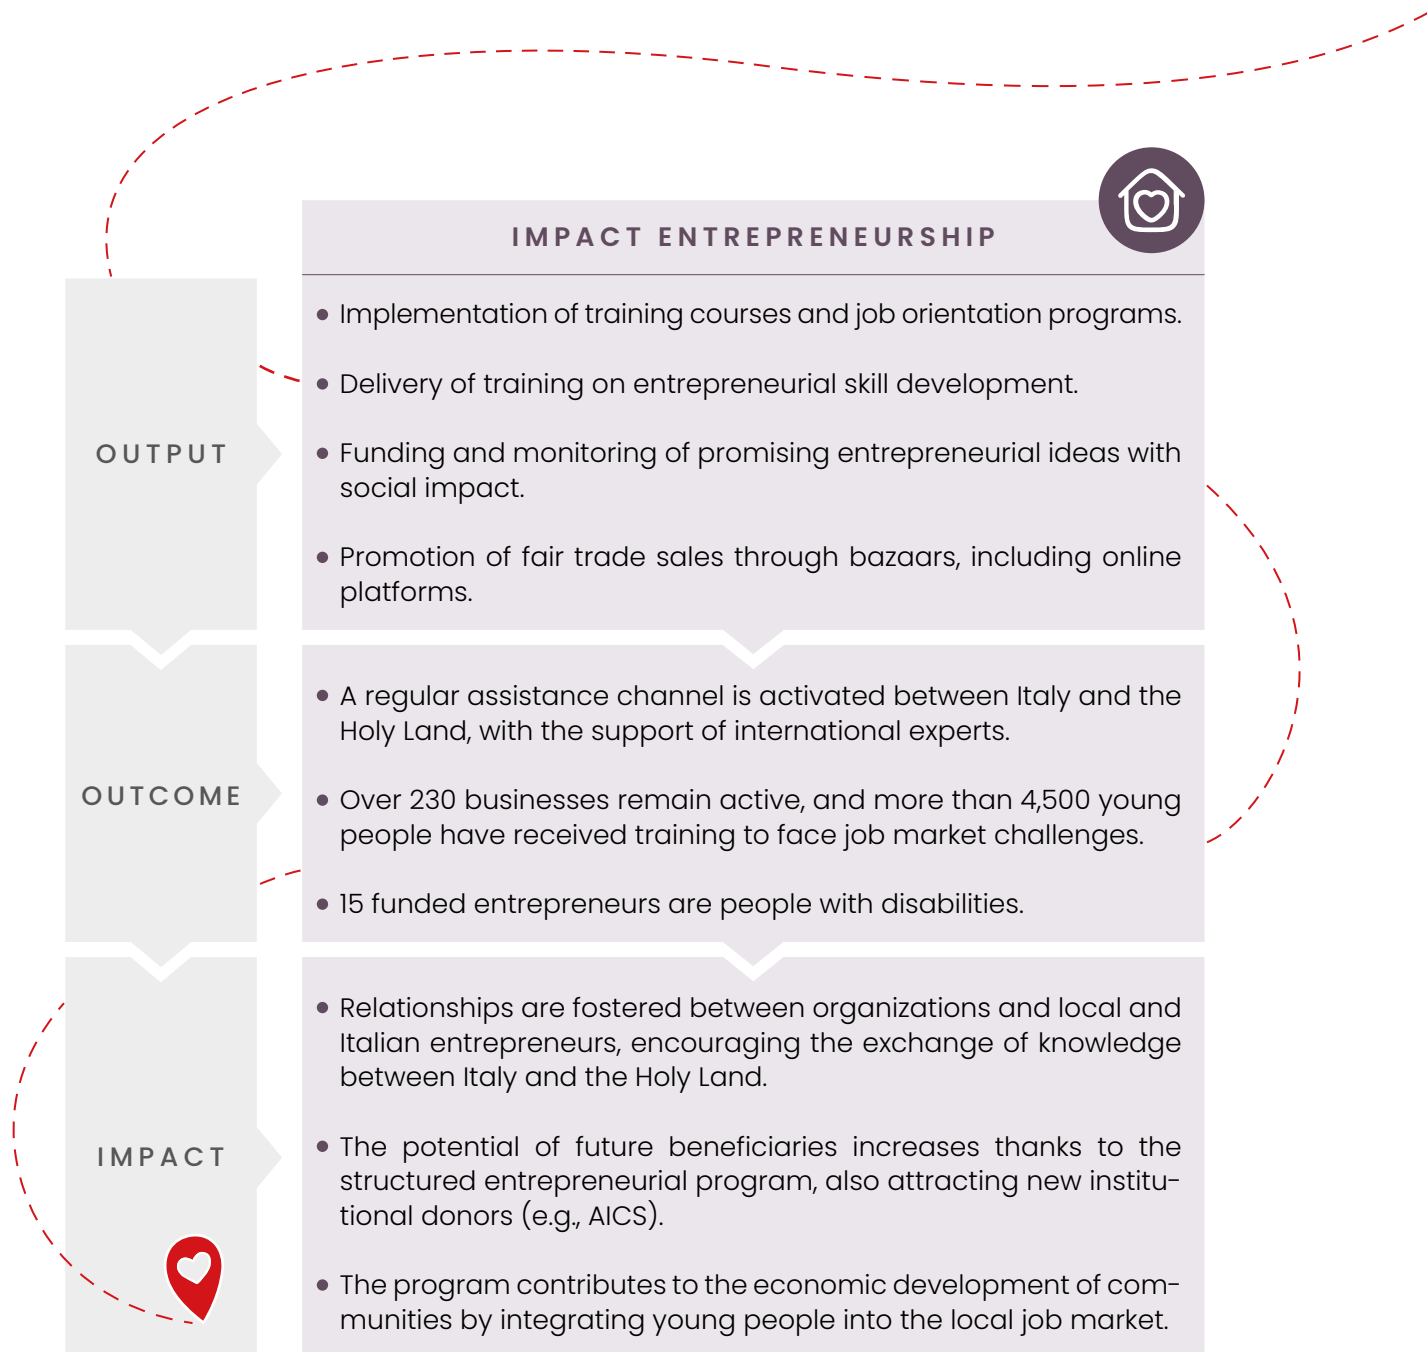 IMPACT ENTREPRENEURSHIP
OUTPUT
• Implementation of training courses and job orientation programs.
• Delivery of training on entrepreneurial skill development.
• Funding and monitoring of promising entrepreneurial ideas with
social impact.
• Promotion of fair trade sales through bazaars, including online
platforms.
OUTCOME
• A regular assistance channel is activated between Italy and the
Holy Land, with the support of international experts.
• Over 230 businesses remain active, and more than 4,500 young
people have received training to face job market challenges.
• 15 funded entrepreneurs are people with disabilities.
IMPACT
• Relationships are fostered between organizations and local and
Italian entrepreneurs, encouraging the exchange of knowledge
between Italy and the Holy Land.
• The potential of future beneficiaries increases thanks to the
structured entrepreneurial program, also attracting new institu-
tional donors (e.g., AICS).
• The program contributes to the economic development of com-
munities by integrating young people into the local job market.